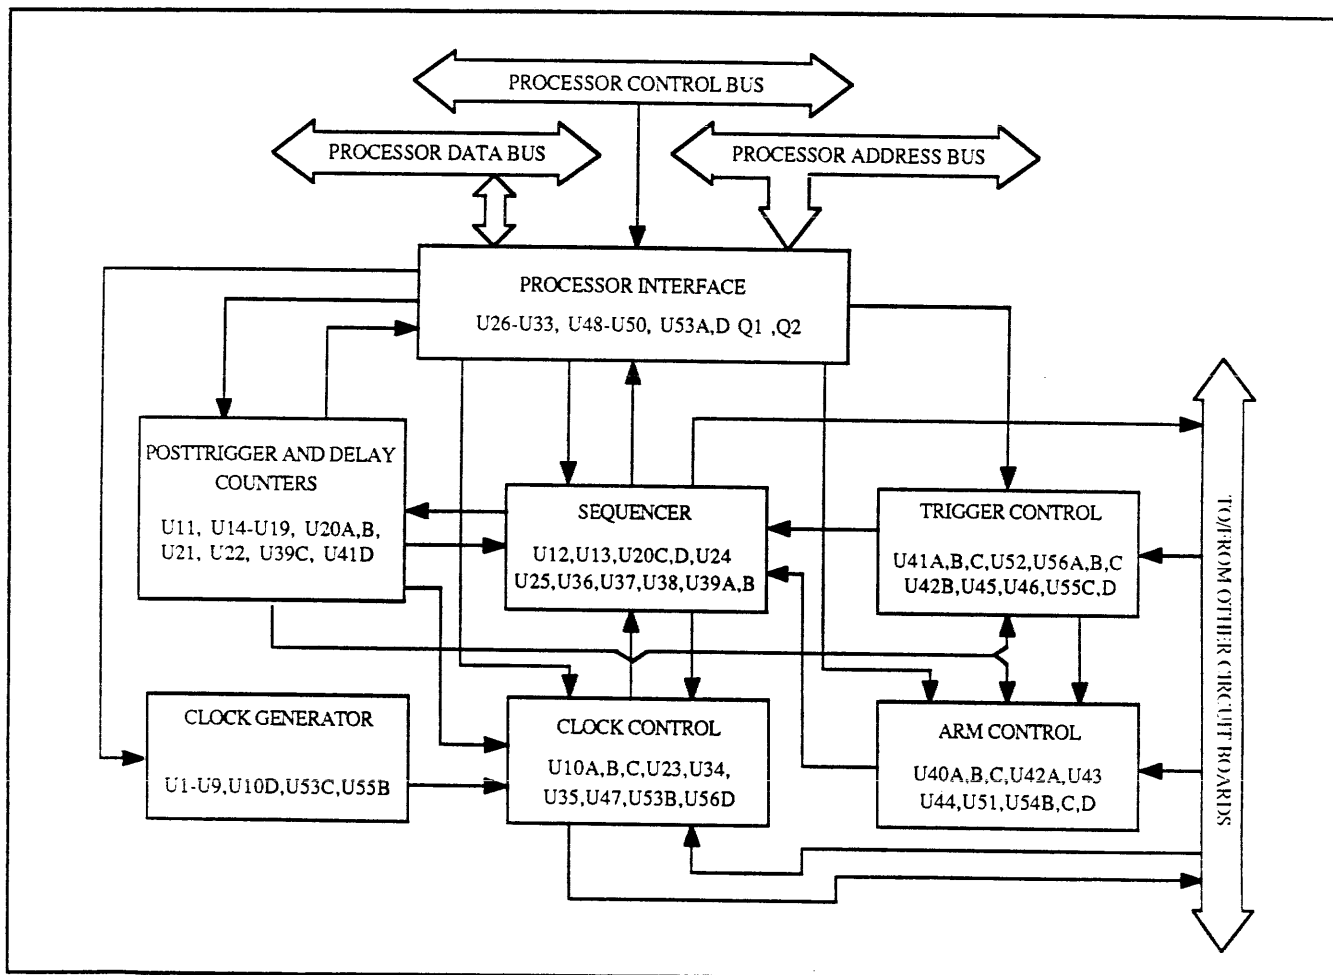 PROCESSOR CONTROL BUS
PROCESSOR DATA BUS
PROCESSOR ADDRESS BUS
PROCESSOR INTERFACE
U26-U33, U48-U50, U53A,D Q1 ,Q2
POSTTRIGGER AND DELAY
COUNTERS
U11, U14-U19, U20A,B,
U21, U22, U39C, U41D
SEQUENCER
U12,U13,U20C,D,U24
U25,U36,U37,U38,U39A,B
TRIGGER CONTROL
U41A,B,C,U52,U56A,B,C
U42B,U45,U46,U55C,D
CLOCK GENERATOR
U1-U9,U10D,U53C,U55B
CLOCK CONTROL
U10A,B,C,U23,U34,
U35,U47,U53B,U56D
ARM CONTROL
U40A,B,C,U42A,U43
U44,U51,U54B,C,D
TO/FROM OTHER CIRCUIT BOARDS